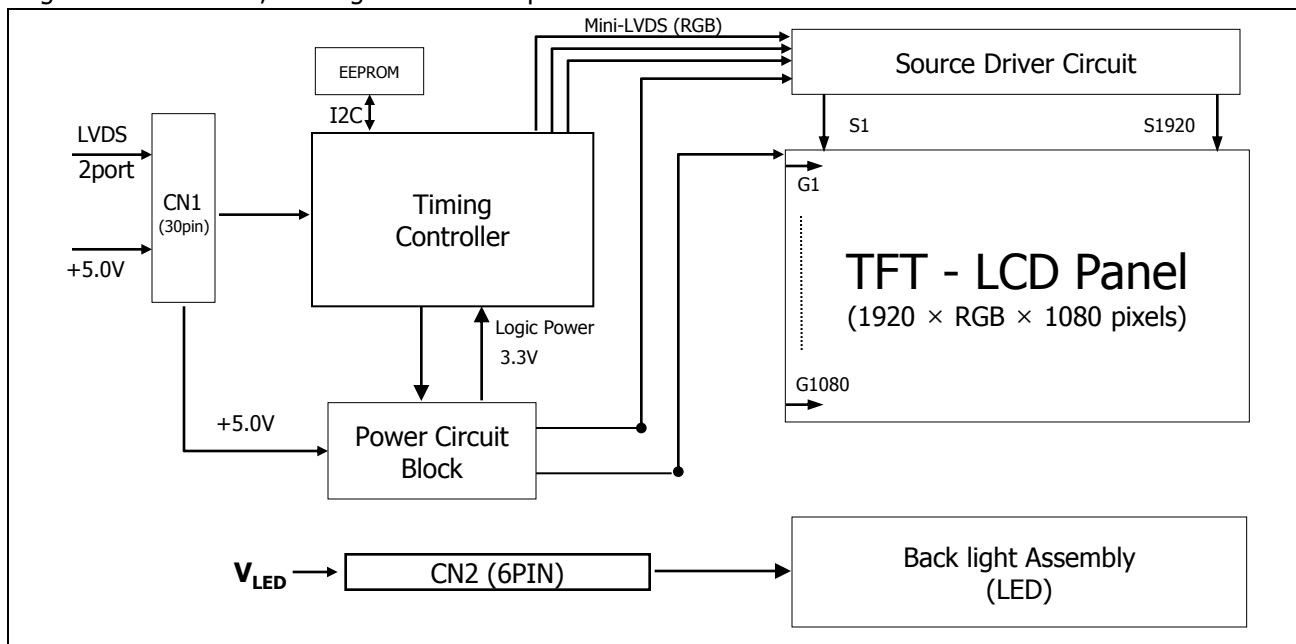 Mini-LVDS (RGB)
Source Driver Circuit
EEPROM
I2C
S1
S1920
LVDS
2port
CN1
(30pin)
+5.0V
Timing
Controller
G1
TFT - LCD Panel
(1920 × RGB × 1080 pixels)
G1080
Logic Power
3.3V
+5.0V
Power Circuit
Block
V_LED
CN2 (6PIN)
Back light Assembly
(LED)